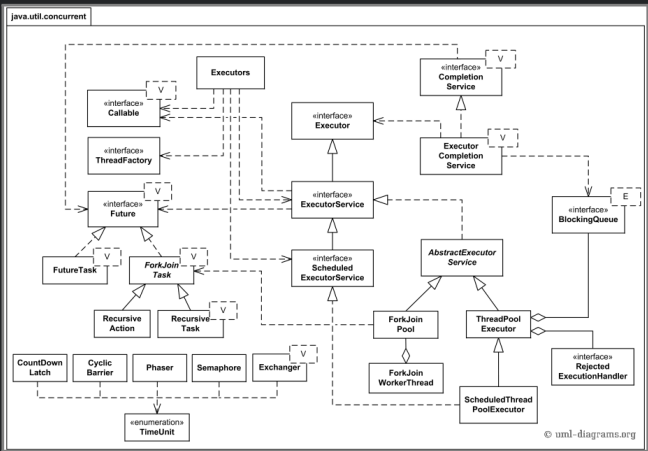 java.util.concurrent
Executors
V
«interface»
Completion
Service
V
«interface»
Callable
«interface»
Executor
V
Executor
Completion
Service
«interface»
ThreadFactory
V
«interface»
Future
«interface»
ExecutorService
E
«interface»
BlockingQueue
V
FutureTask
V
ForkJoin
Task
«interface»
Scheduled
ExecutorService
AbstractExecutor
Service
Recursive
Action
V
Recursive
Task
ForkJoin
Pool
ThreadPool
Executor
CountDown
Latch
Cyclic
Barrier
Phaser
Semaphore
V
Exchanger
ForkJoin
WorkerThread
«interface»
Rejected
ExecutionHandler
ScheduledThread
PoolExecutor
«enumeration»
TimeUnit
© uml-diagrams.org